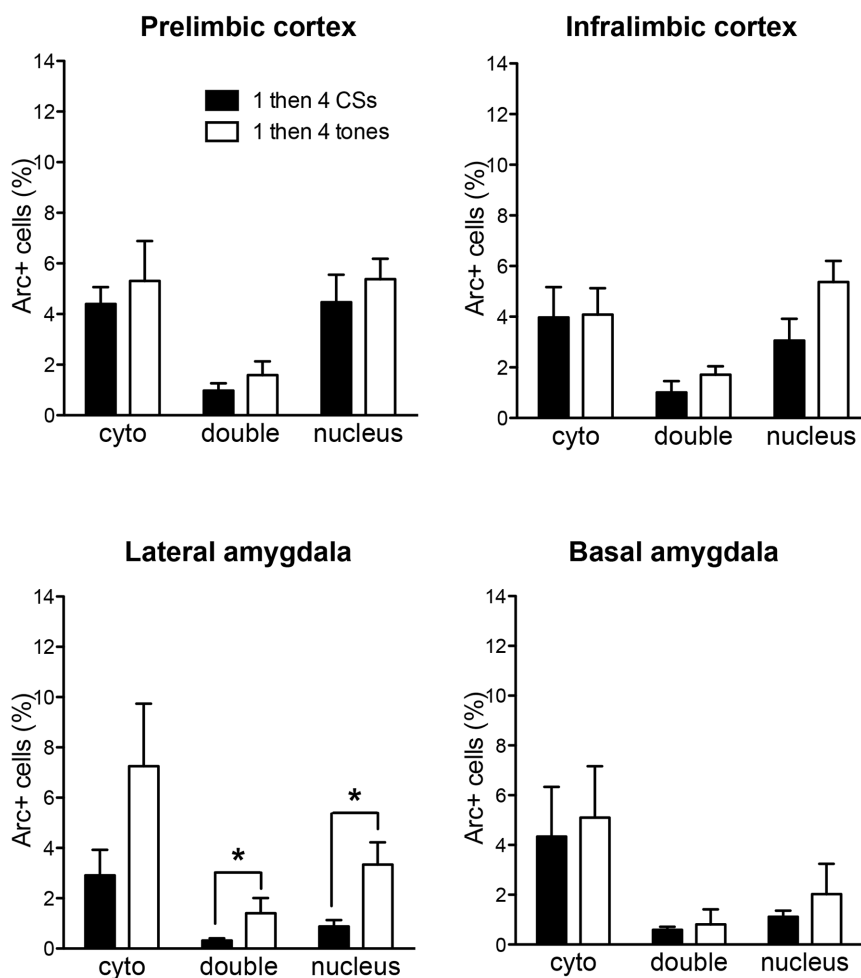 Prelimbic cortex
Arc+ cells (%)
14
12
10
8
6
4
2
0
1 then 4 CSs
1 then 4 tones
cyto double nucleus
Infralimbic cortex
Arc+ cells (%)
14
12
10
8
6
4
2
0
cyto double nucleus
Lateral amygdala
Arc+ cells (%)
14
12
10
8
6
4
2
0
*
*
cyto double nucleus
Basal amygdala
Arc+ cells (%)
14
12
10
8
6
4
2
0
cyto double nucleus